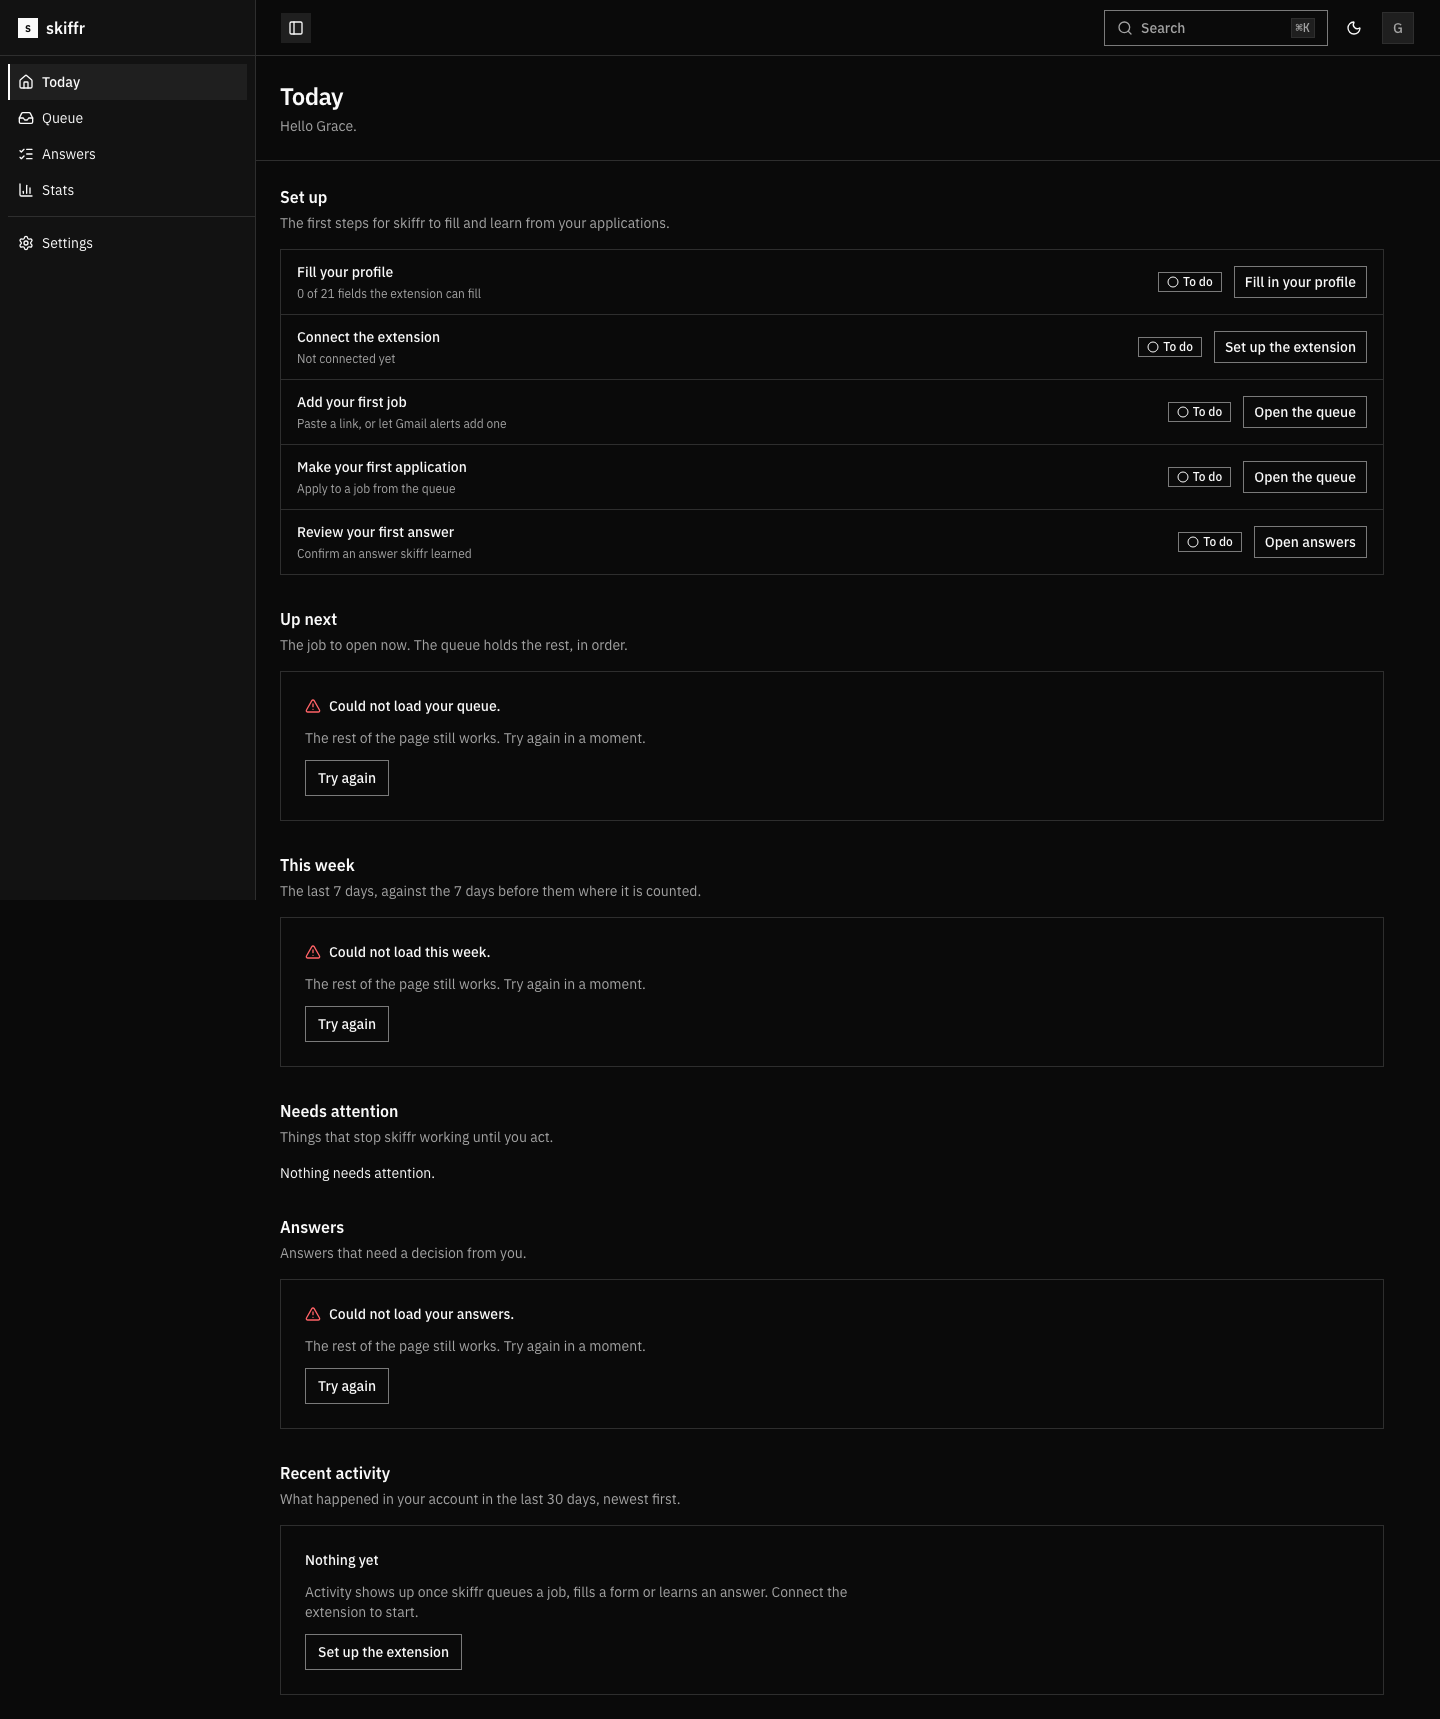 s skiffr
Search ⌘K G
Today
Queue
Answers
Stats
Settings
Today
Hello Grace.
Set up
The first steps for skiffr to fill and learn from your applications.
Fill your profile
0 of 21 fields the extension can fill
To do Fill in your profile
Connect the extension
Not connected yet
To do Set up the extension
Add your first job
Paste a link, or let Gmail alerts add one
To do Open the queue
Make your first application
Apply to a job from the queue
To do Open the queue
Review your first answer
Confirm an answer skiffr learned
To do Open answers
Up next
The job to open now. The queue holds the rest, in order.
Could not load your queue.
The rest of the page still works. Try again in a moment.
Try again
This week
The last 7 days, against the 7 days before them where it is counted.
Could not load this week.
The rest of the page still works. Try again in a moment.
Try again
Needs attention
Things that stop skiffr working until you act.
Nothing needs attention.
Answers
Answers that need a decision from you.
Could not load your answers.
The rest of the page still works. Try again in a moment.
Try again
Recent activity
What happened in your account in the last 30 days, newest first.
Nothing yet
Activity shows up once skiffr queues a job, fills a form or learns an answer. Connect the
extension to start.
Set up the extension